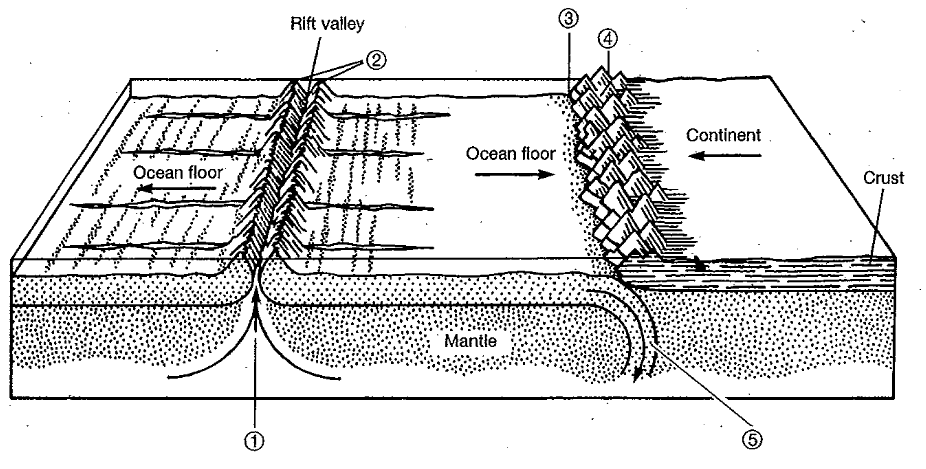 Rift valley
③
④
②
Continent
Ocean floor
Ocean floor
Crust
Mantle
①
⑤